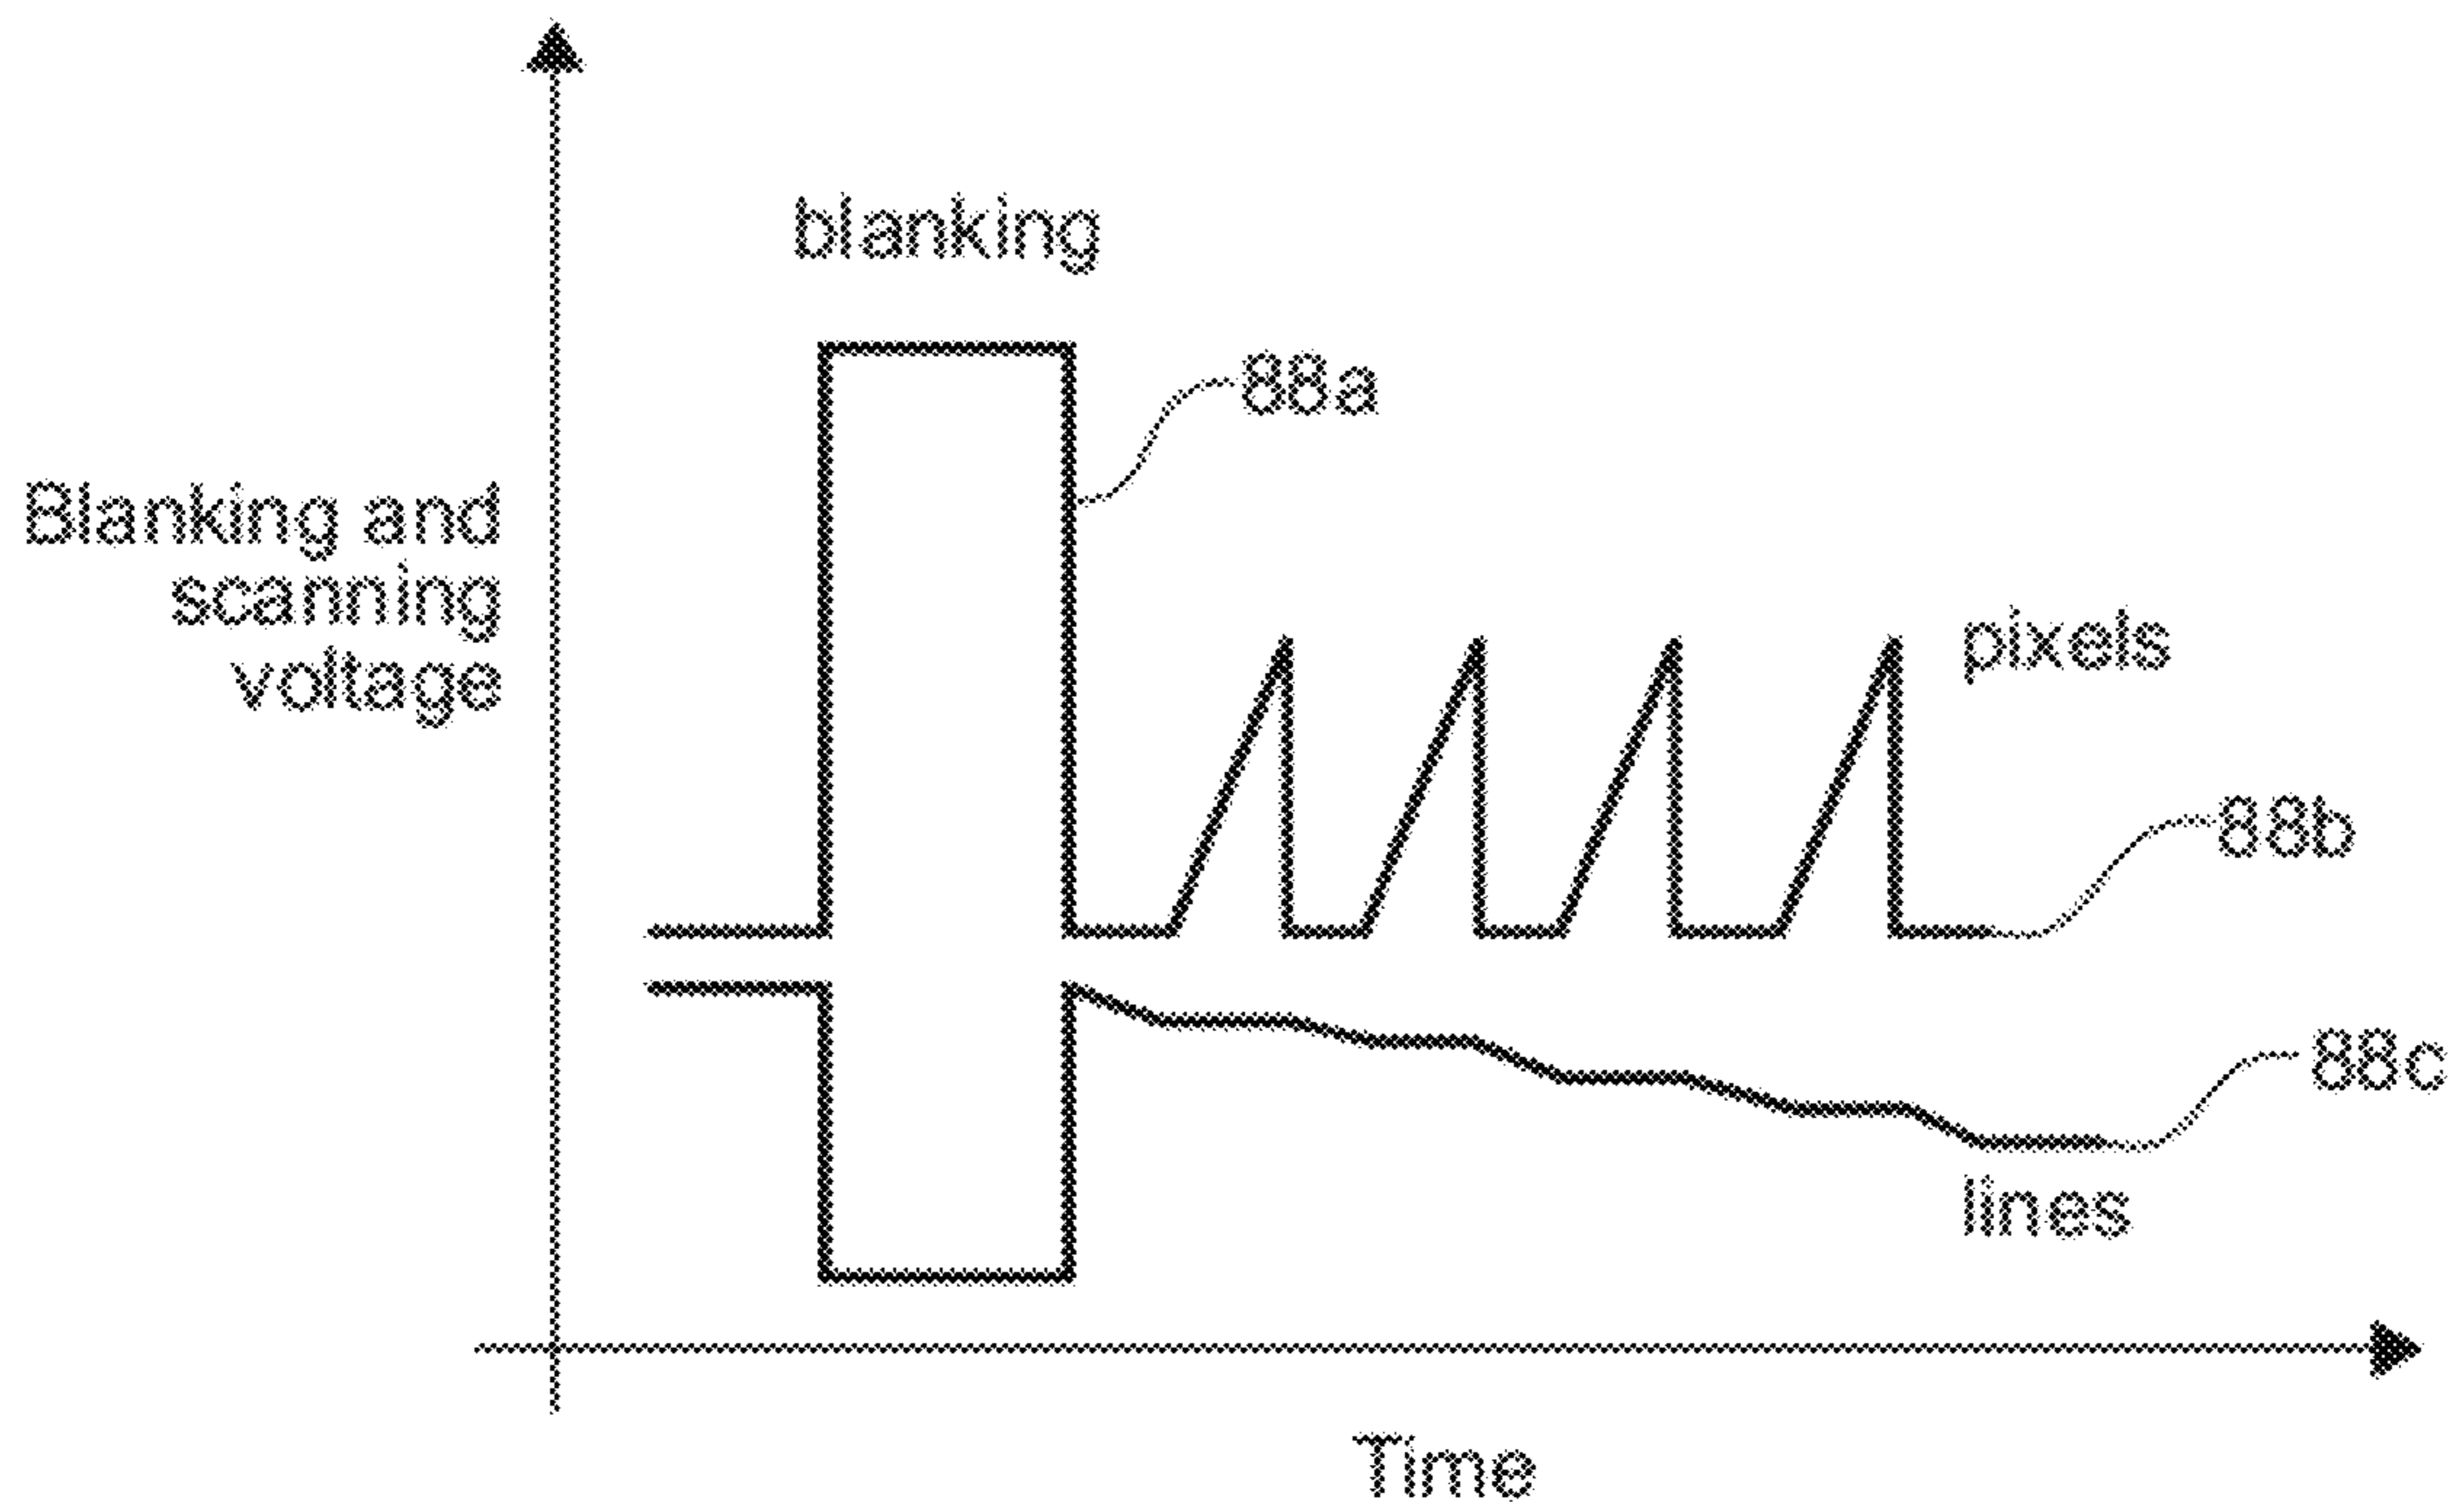 blanking
88a
Blanking and
scanning
voltage
pixels
88b
88c
lines
Time